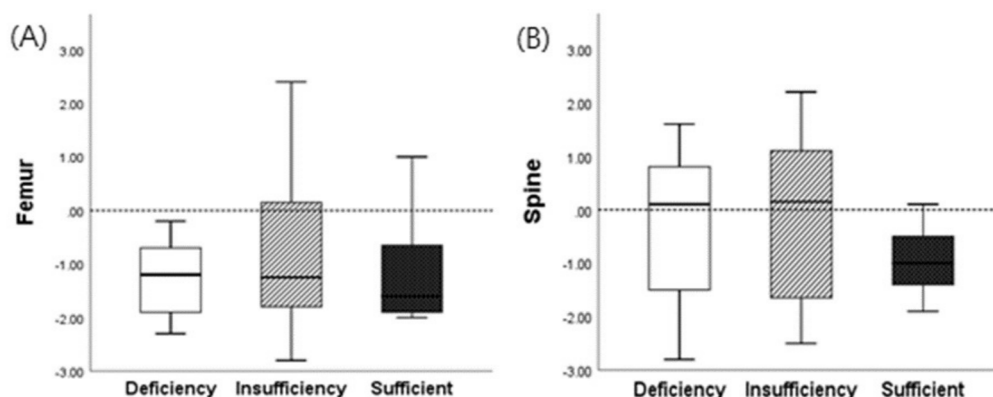 (A)
Femur
3.00
2.00
1.00
.00
-1.00
-2.00
-3.00
Deficiency Insufficiency Sufficient
(B)
Spine
3.00
2.00
1.00
.00
-1.00
-2.00
-3.00
Deficiency Insufficiency Sufficient